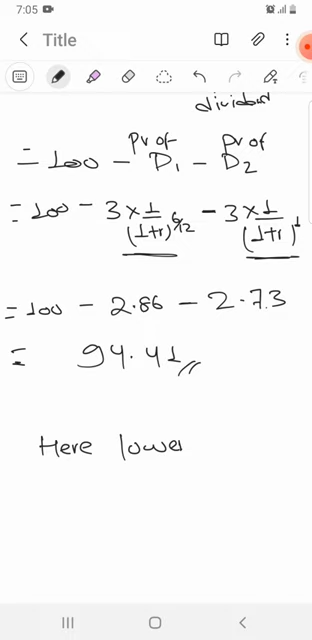 7:05
Title
dividend
PV of PV of
= 100 - D1 - D2
= 100 - 3 × 1/(1+r)^6/12 - 3 × 1/(1+r)^1
= 100 - 2.86 - 2.73
= 94.41
Here lower